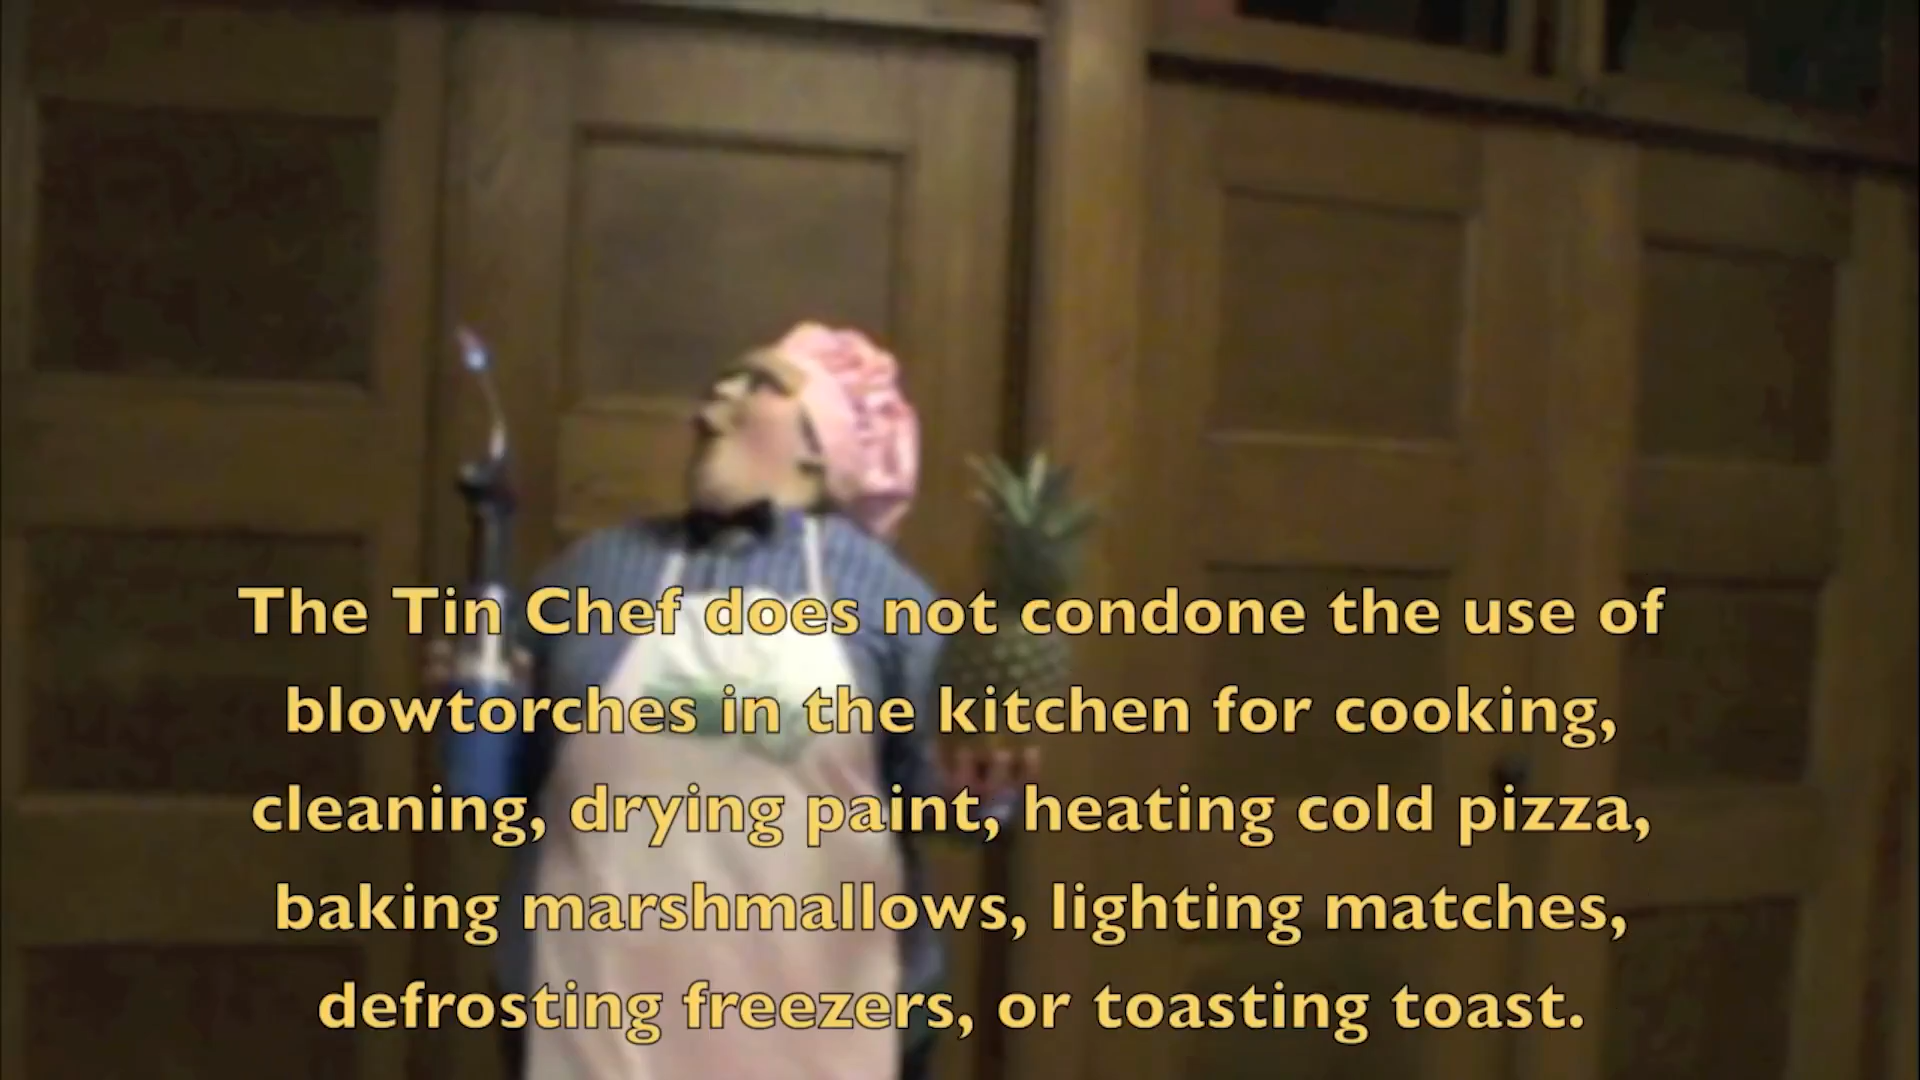 The Tin Chef does not condone the use of
blowtorches in the kitchen for cooking,
cleaning, drying paint, heating cold pizza,
baking marshmallows, lighting matches,
defrosting freezers, or toasting toast.